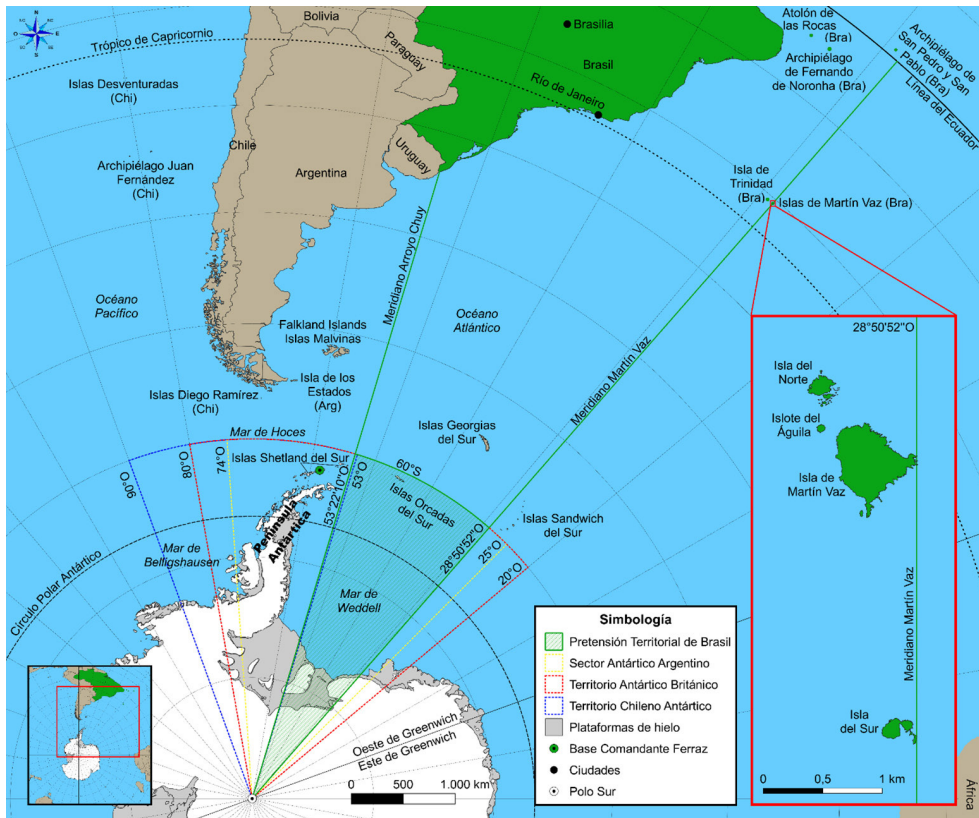 N
E
S
O
Bolivia
Brasilia
Trópico de Capricornio
Paraguay
Brasil
Atolón de
las Rocas
(Bra)
Archipiélago
de Fernando
de Noronha (Bra)
Archipiélago de
San Pedro y San
Pablo (Bra)
Línea del Ecuador
Islas Desventuradas
(Chi)
Río de Janeiro
Chile
Uruguay
Archipiélago Juan
Fernández
(Chi)
Argentina
Isla de
Trinidad
(Bra)
Islas de Martín Vaz (Bra)
Meridiano Arroyo Chuy
Océano
Pacífico
Océano
Atlántico
Falkland Islands
Islas Malvinas
Isla de los
Estados
(Arg)
Islas Diego Ramírez
(Chi)
Meridiano Martín Vaz
Mar de Hoces
Islas Georgias
del Sur
Islas Shetland del Sur
90°O
80°O
74°O
53°22'10''O
53°O
60°S
Islas Orcadas
del Sur
28°50'52''O
25°O
20°O
Islas Sandwich
del Sur
Península
Antártica
Mar de
Belligshausen
Círculo Polar Antártico
Mar de
Weddell
Oeste de Greenwich
Este de Greenwich
0 500 1.000 km
Simbología
Pretensión Territorial de Brasil
Sector Antártico Argentino
Territorio Antártico Británico
Territorio Chileno Antártico
Plataformas de hielo
Base Comandante Ferraz
Ciudades
Polo Sur
28°50'52''O
Isla del
Norte
Islote del
Águila
Isla de
Martín Vaz
Meridiano Martín Vaz
Isla
del Sur
0 0,5 1 km
África